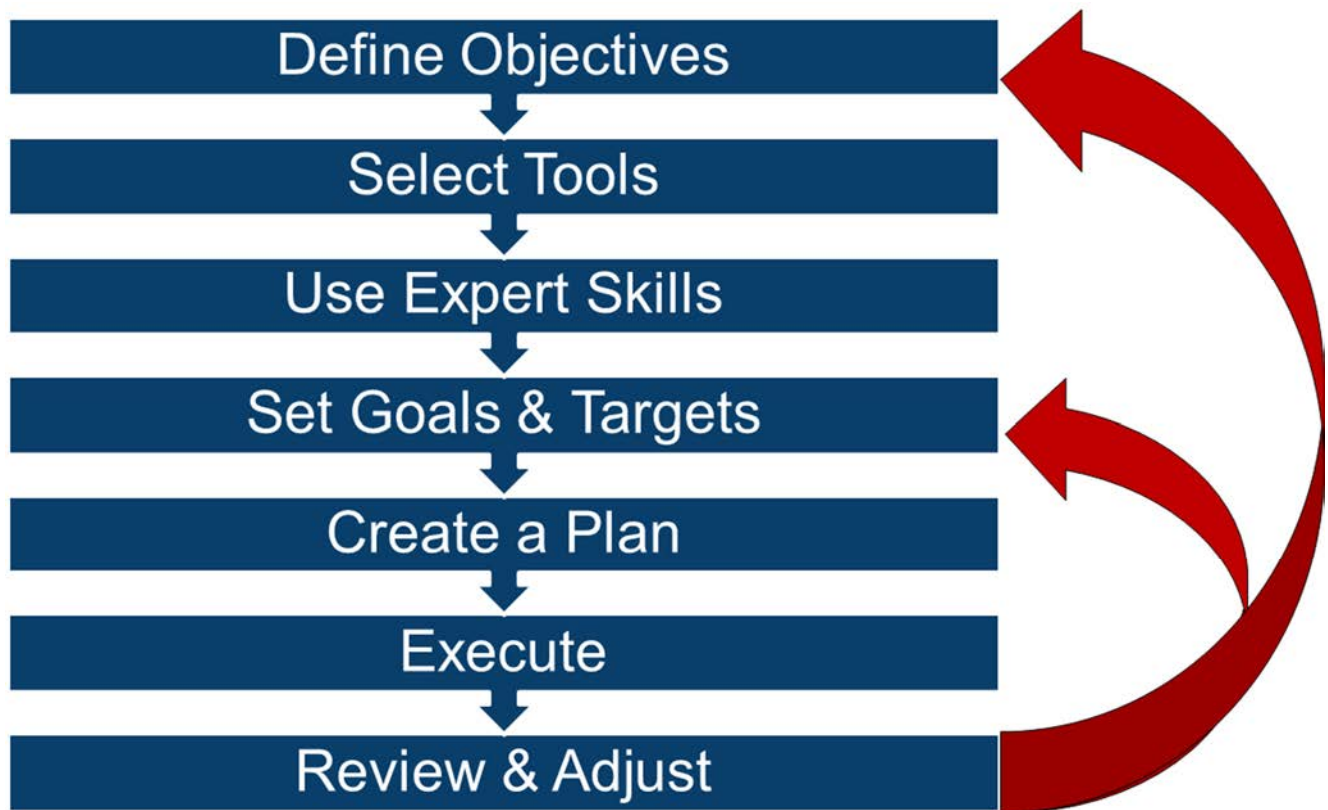 Define Objectives
Select Tools
Use Expert Skills
Set Goals & Targets
Create a Plan
Execute
Review & Adjust